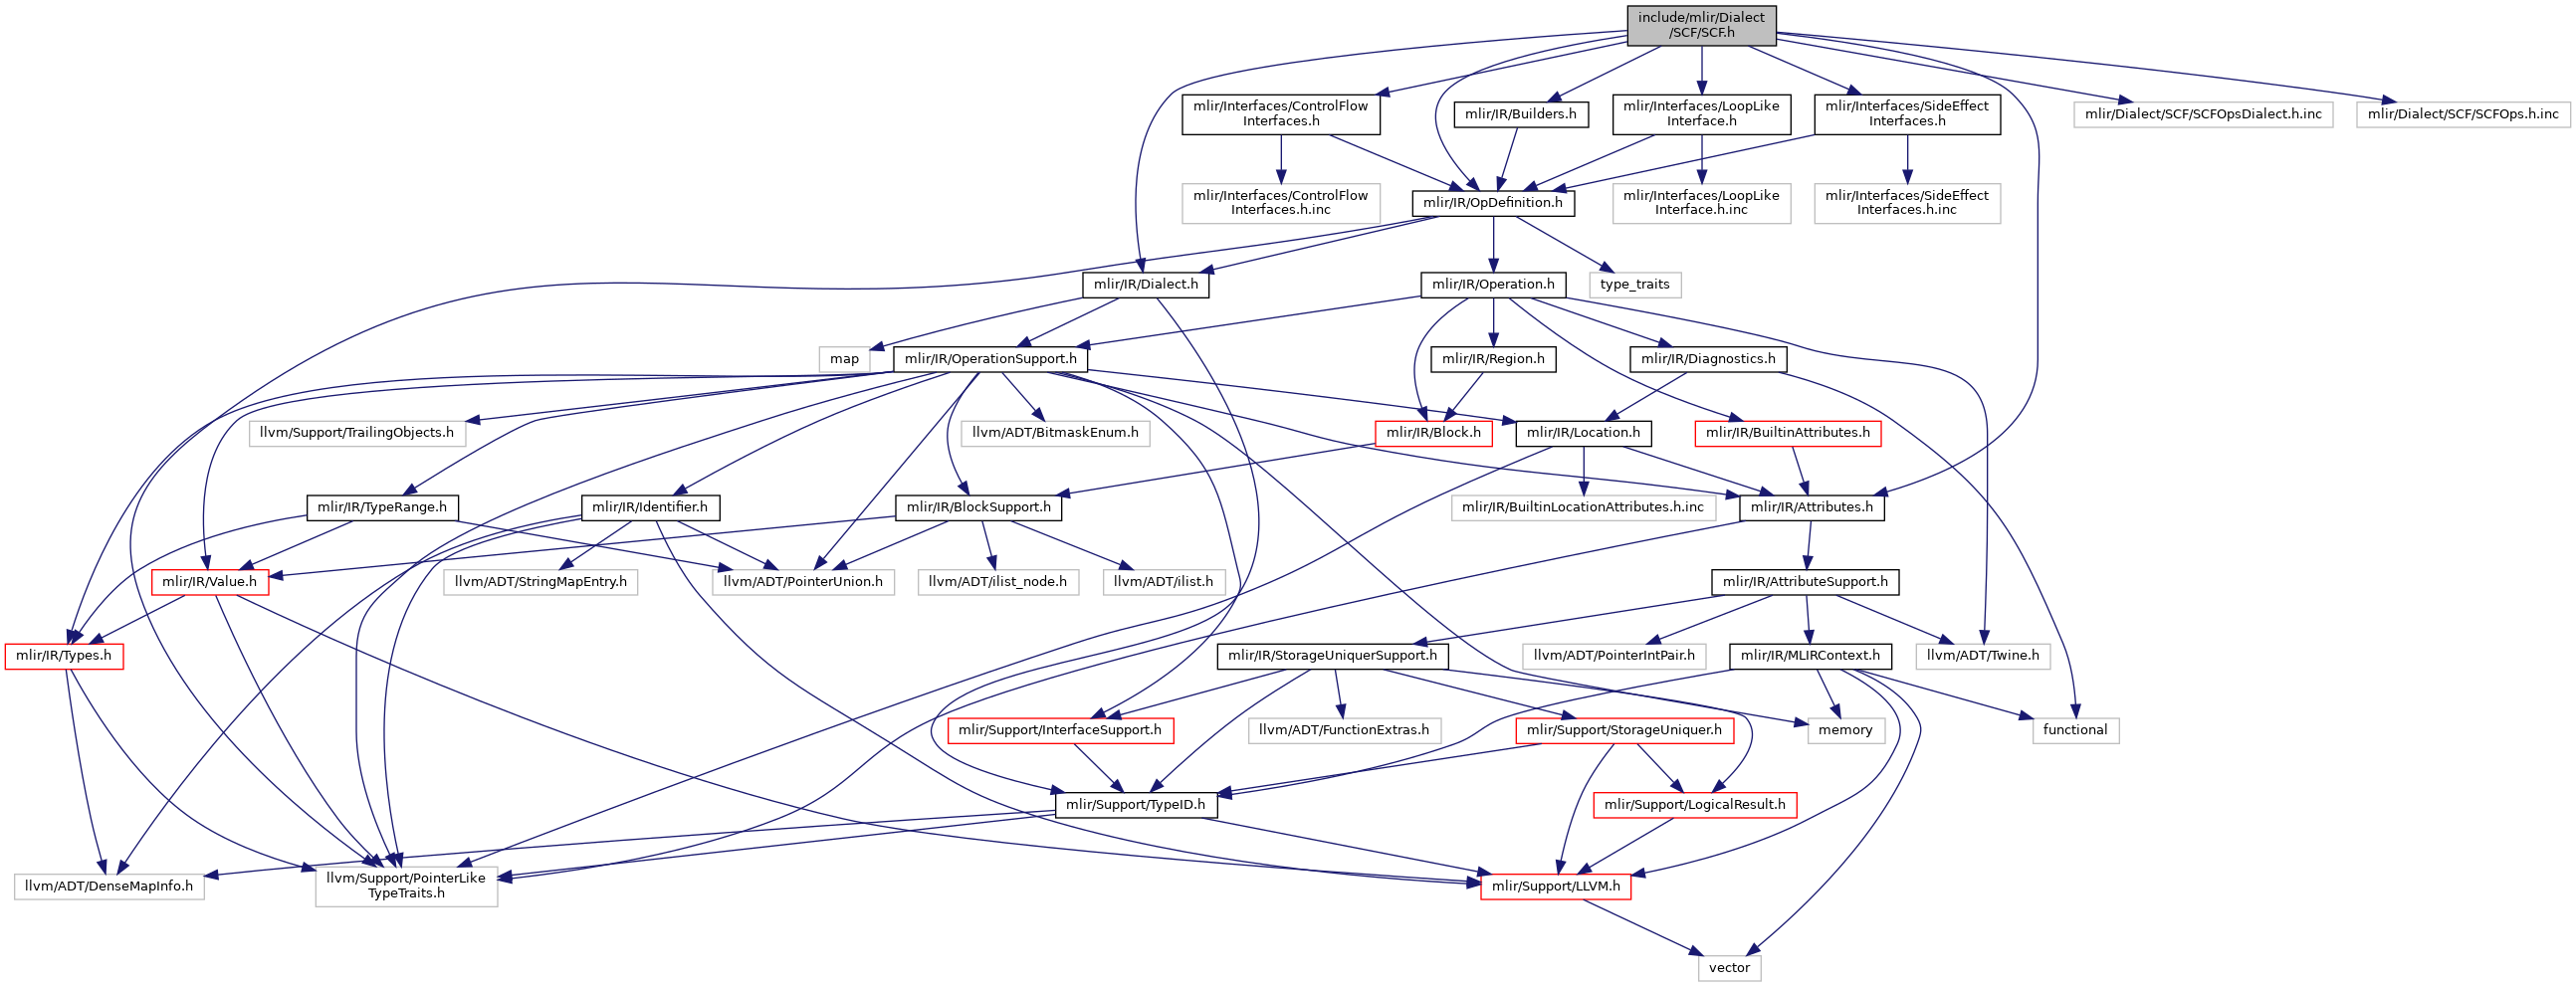 include/mlir/Dialect
/SCF/SCF.h
mlir/Interfaces/ControlFlow
Interfaces.h
mlir/IR/Builders.h
mlir/Interfaces/LoopLike
Interface.h
mlir/Interfaces/SideEffect
Interfaces.h
mlir/Dialect/SCF/SCFOpsDialect.h.inc
mlir/Dialect/SCF/SCFOps.h.inc
mlir/Interfaces/ControlFlow
Interfaces.h.inc
mlir/IR/OpDefinition.h
mlir/Interfaces/LoopLike
Interface.h.inc
mlir/Interfaces/SideEffect
Interfaces.h.inc
mlir/IR/Dialect.h
mlir/IR/Operation.h
type_traits
map
mlir/IR/OperationSupport.h
mlir/IR/Region.h
mlir/IR/Diagnostics.h
llvm/Support/TrailingObjects.h
llvm/ADT/BitmaskEnum.h
mlir/IR/Block.h
mlir/IR/Location.h
mlir/IR/BuiltinAttributes.h
mlir/IR/TypeRange.h
mlir/IR/Identifier.h
mlir/IR/BlockSupport.h
mlir/IR/BuiltinLocationAttributes.h.inc
mlir/IR/Attributes.h
mlir/IR/Value.h
llvm/ADT/StringMapEntry.h
llvm/ADT/PointerUnion.h
llvm/ADT/ilist_node.h
llvm/ADT/ilist.h
mlir/IR/AttributeSupport.h
mlir/IR/Types.h
mlir/IR/StorageUniquerSupport.h
llvm/ADT/PointerIntPair.h
mlir/IR/MLIRContext.h
llvm/ADT/Twine.h
mlir/Support/InterfaceSupport.h
llvm/ADT/FunctionExtras.h
mlir/Support/StorageUniquer.h
memory
functional
mlir/Support/TypeID.h
mlir/Support/LogicalResult.h
llvm/ADT/DenseMapInfo.h
llvm/Support/PointerLike
TypeTraits.h
mlir/Support/LLVM.h
vector